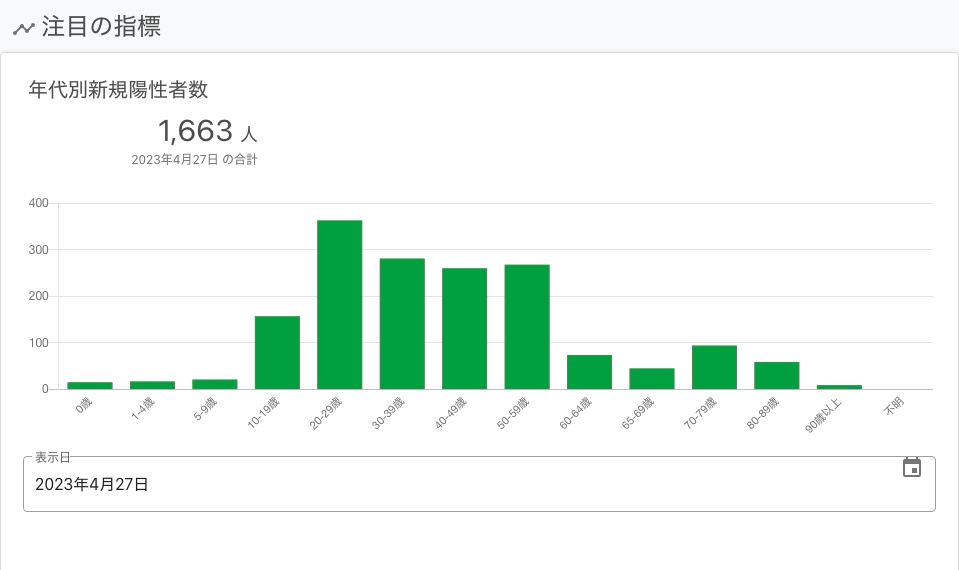 注目の指標
年代別新規陽性者数
1,663 人
2023年4月27日 の合計
400
300
200
100
0
0歳
1-4歳
5-9歳
10-19歳
20-29歳
30-39歳
40-49歳
50-59歳
60-64歳
65-69歳
70-79歳
80-89歳
90歳以上
不明
表示日
2023年4月27日